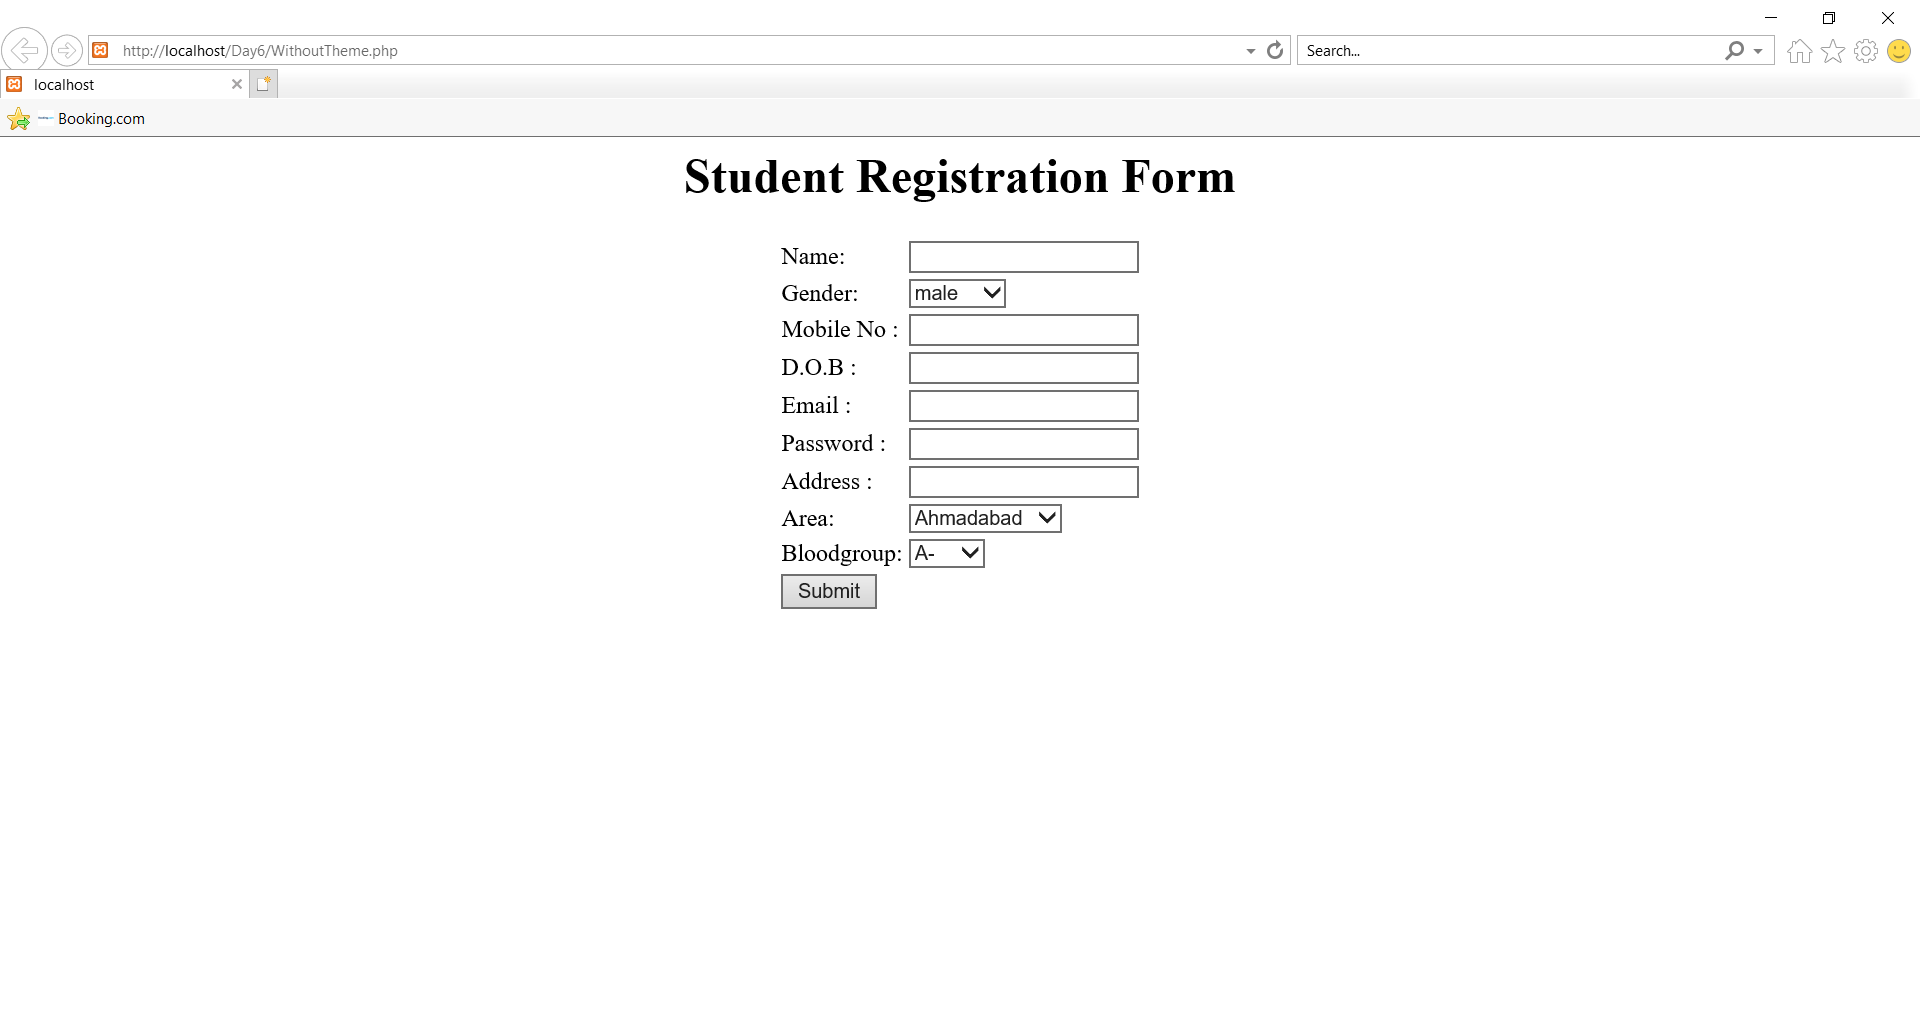 http://localhost/Day6/WithoutTheme.php
Search...
localhost
Booking.com
Student Registration Form
Name:
Gender: male
Mobile No :
D.O.B :
Email :
Password :
Address :
Area: Ahmadabad
Bloodgroup: A-
Submit